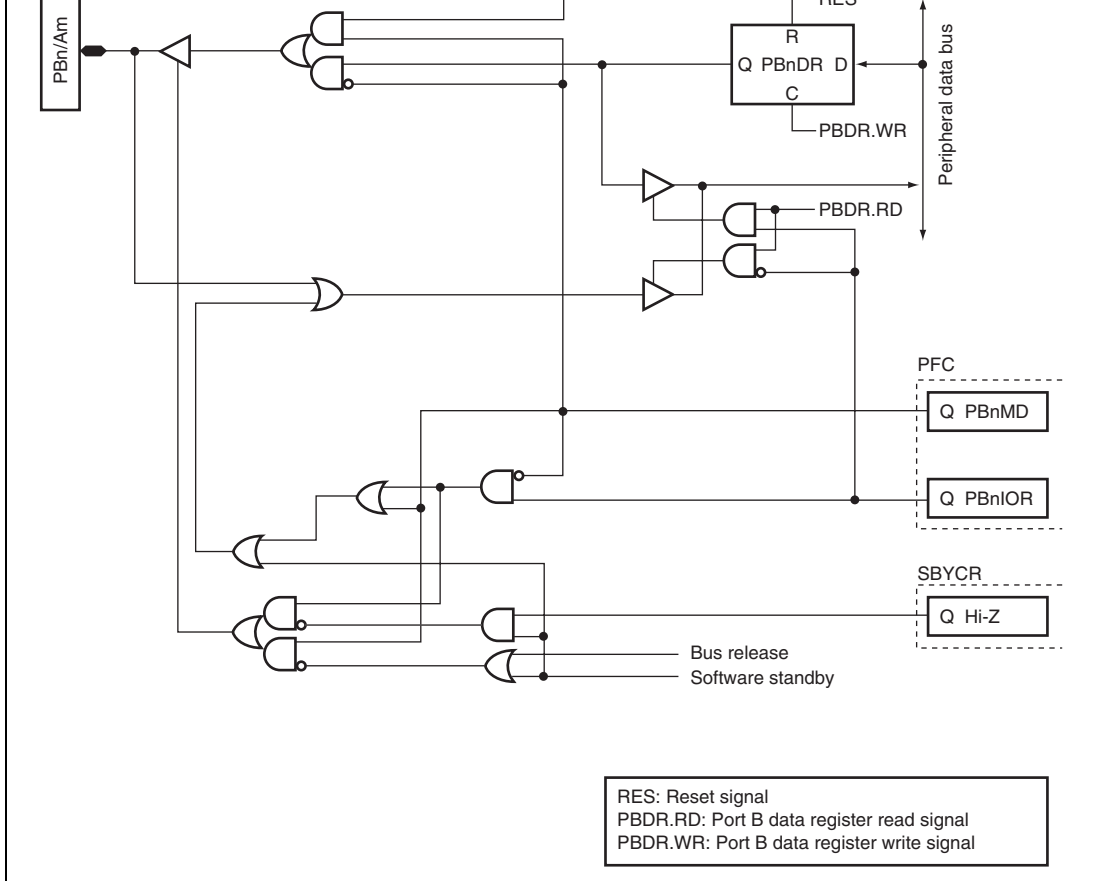 RES
PBn/Am
R
Q PBnDR D
C
PBDR.WR
Peripheral data bus
PBDR.RD
PFC
Q PBnMD
Q PBnIOR
SBYCR
Q Hi-Z
Bus release
Software standby
RES: Reset signal
PBDR.RD: Port B data register read signal
PBDR.WR: Port B data register write signal